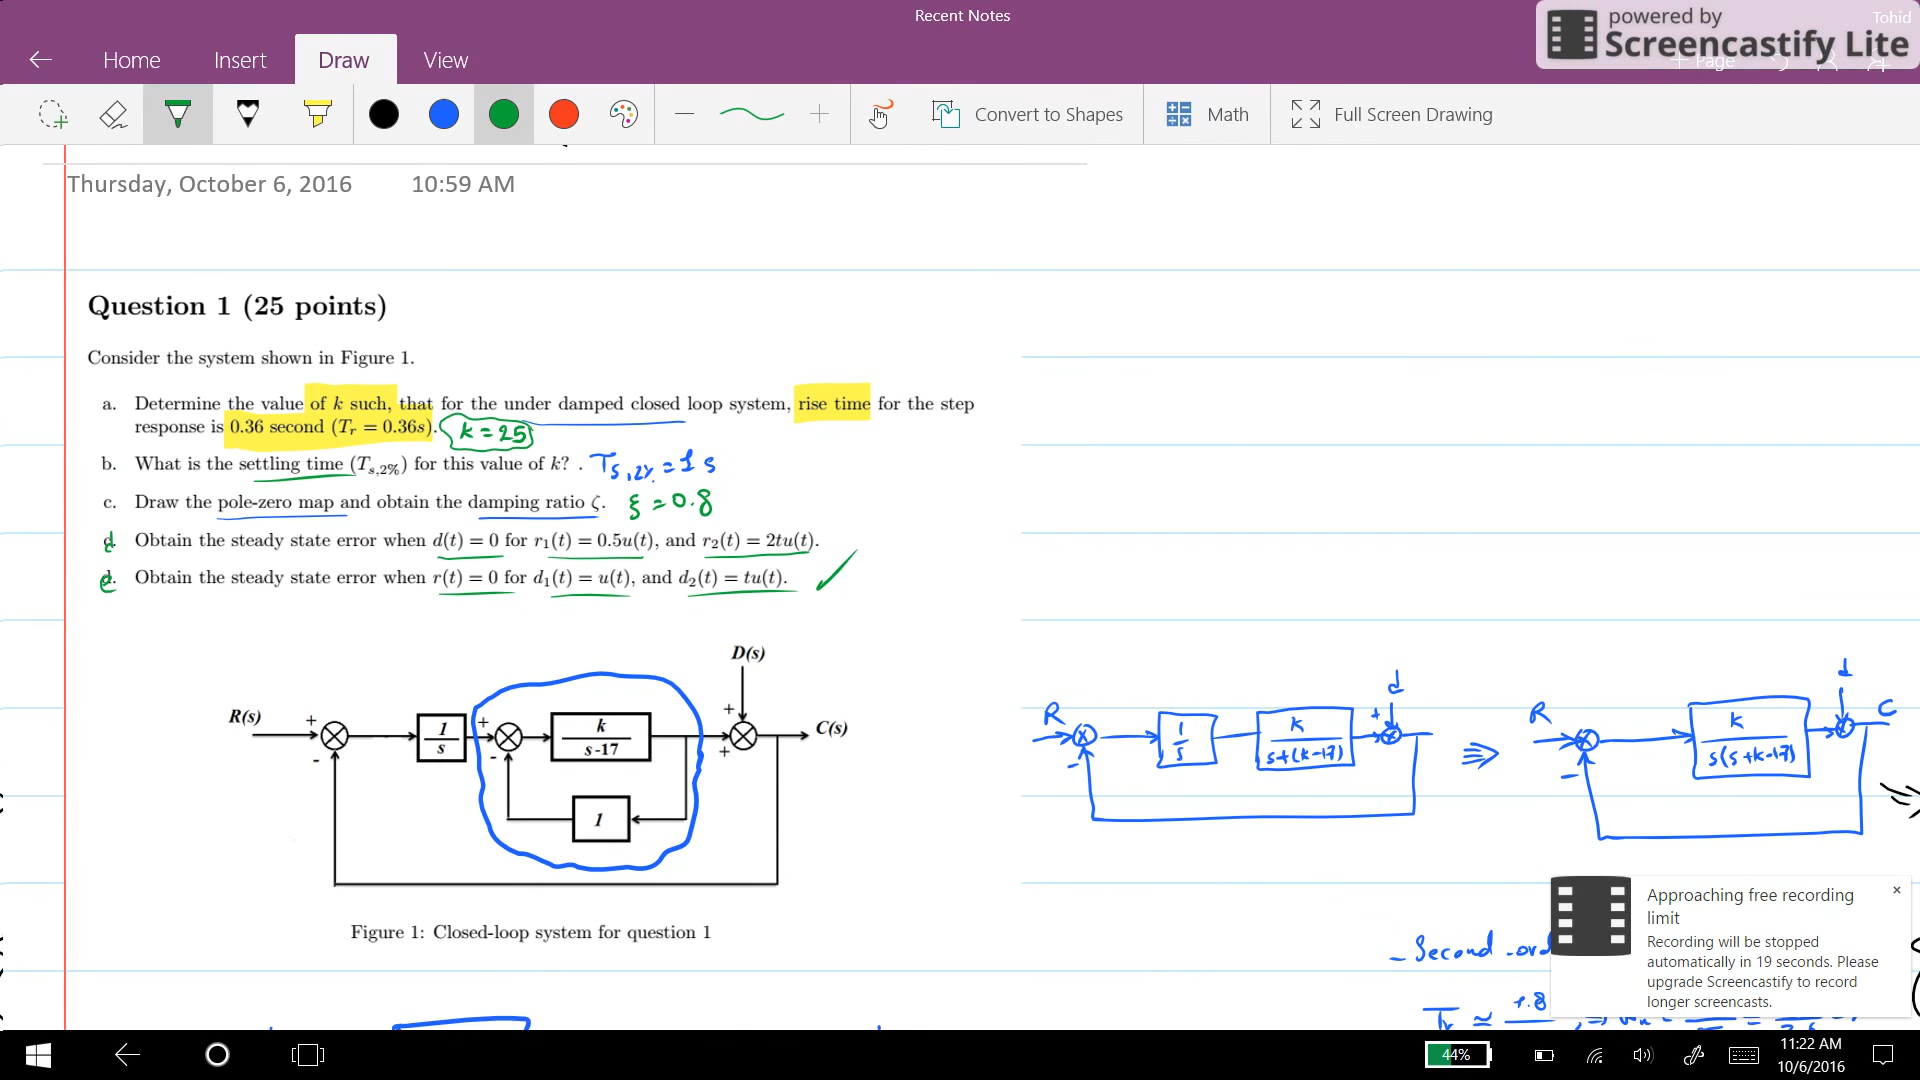 Recent Notes
Tohid
powered by
Screencastify Lite
Home Insert Draw View
+ Page
Convert to Shapes Math Full Screen Drawing
Thursday, October 6, 2016 10:59 AM
Question 1 (25 points)
Consider the system shown in Figure 1.
a. Determine the value of k such, that for the under damped closed loop system, rise time for the step
response is 0.36 second (Tr = 0.36s). k = 25
b. What is the settling time (Ts,2%) for this value of k? . Ts,2% = 1 s
c. Draw the pole-zero map and obtain the damping ratio ζ. ξ = 0.8
d. Obtain the steady state error when d(t) = 0 for r1(t) = 0.5u(t), and r2(t) = 2tu(t).
e. Obtain the steady state error when r(t) = 0 for d1(t) = u(t), and d2(t) = tu(t). ✓
D(s)
R(s) + - 1/s + - k/s-17 + + C(s)
1
Figure 1: Closed-loop system for question 1
R - 1/s k/s+(k-17) + d
⇛
R - k/s(s+k-17) d C
- Second -ord
Tr ≈ 1.8
Approaching free recording
limit
Recording will be stopped
automatically in 19 seconds. Please
upgrade Screencastify to record
longer screencasts.
44%
11:22 AM
10/6/2016